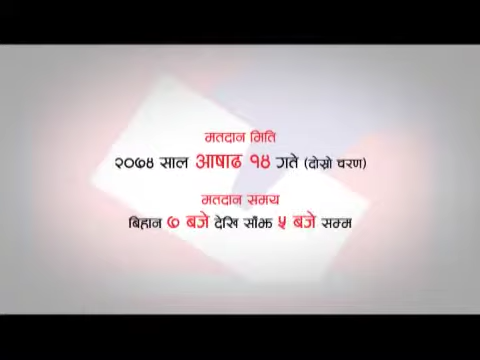 मतदान मिति
२०७४ साल आषाढ १४ गते (दोस्रो चरण)
मतदान समय
बिहान ७ बजे देखि साँझ ५ बजे सम्म